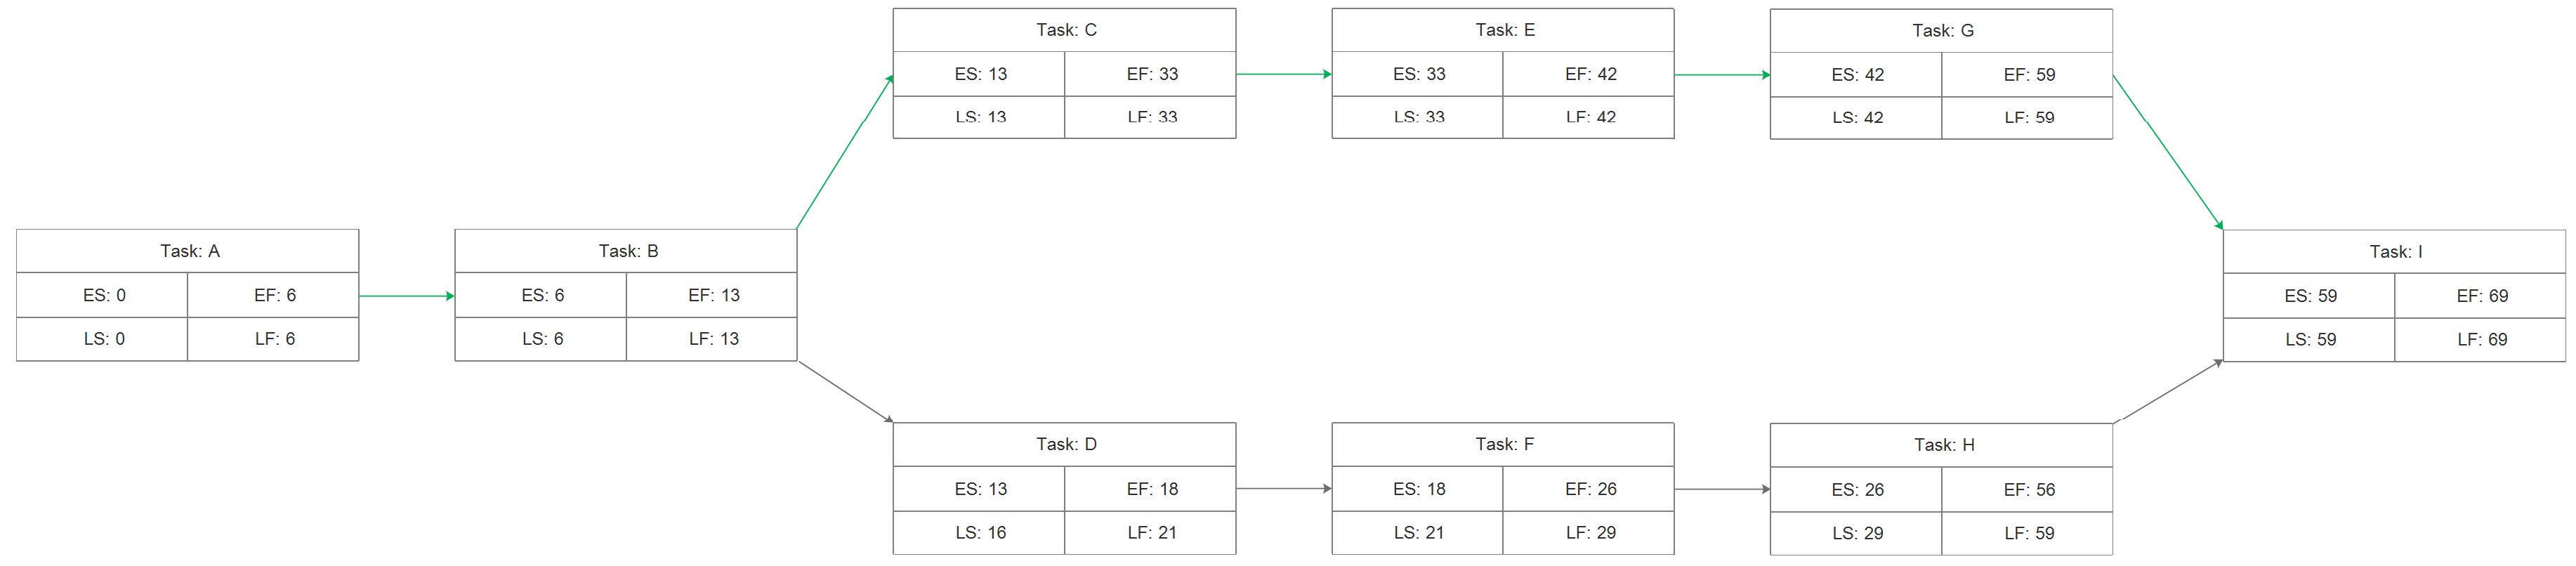 Task: A
ES: 0 EF: 6
LS: 0 LF: 6
Task: B
ES: 6 EF: 13
LS: 6 LF: 13
Task: C
ES: 13 EF: 33
LS: 13 LF: 33
Task: E
ES: 33 EF: 42
LS: 33 LF: 42
Task: G
ES: 42 EF: 59
LS: 42 LF: 59
Task: D
ES: 13 EF: 18
LS: 16 LF: 21
Task: F
ES: 18 EF: 26
LS: 21 LF: 29
Task: H
ES: 26 EF: 56
LS: 29 LF: 59
Task: I
ES: 59 EF: 69
LS: 59 LF: 69